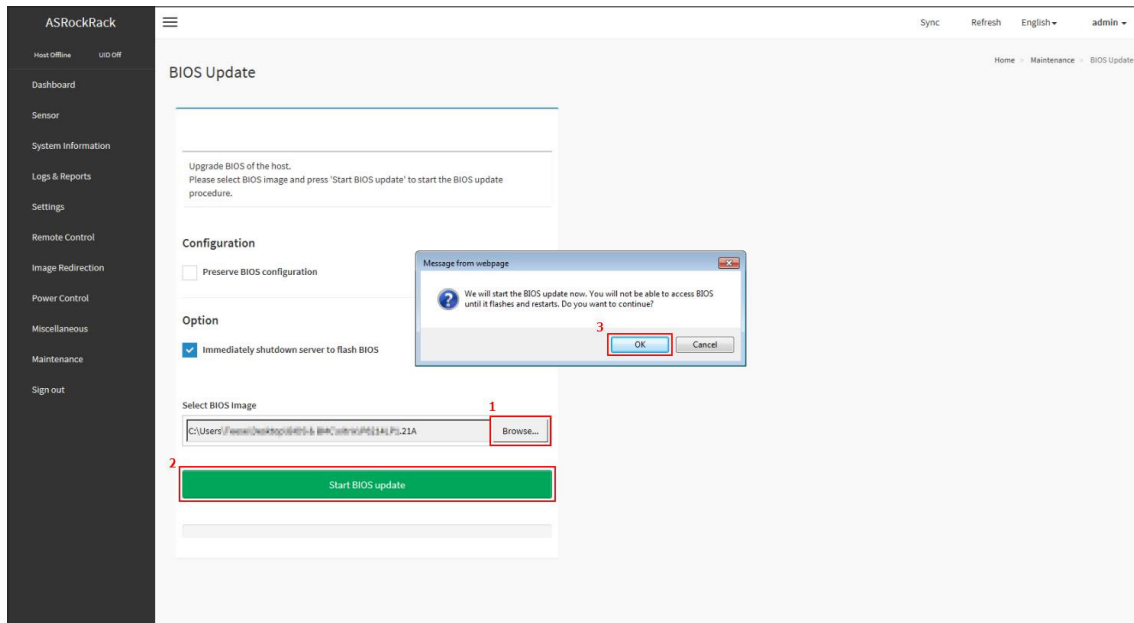 ASRockRack
Sync Refresh English admin
Host Offline UID Off
Home Maintenance BIOS Update
BIOS Update
Dashboard
Sensor
System Information
Logs & Reports
Settings
Remote Control
Image Redirection
Power Control
Miscellaneous
Maintenance
Sign out
Upgrade BIOS of the host.
Please select BIOS image and press 'Start BIOS update' to start the BIOS update
procedure.
Configuration
Preserve BIOS configuration
Option
Immediately shutdown server to flash BIOS
Message from webpage
We will start the BIOS update now. You will not be able to access BIOS
until it flashes and restarts. Do you want to continue?
3
OK Cancel
Select BIOS Image
1
C:\Users\ .21A Browse...
2
Start BIOS update